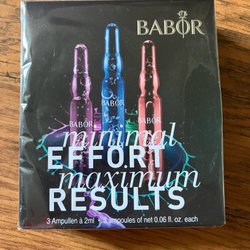 BABOR
BABOR BABOR BABOR
minimal
EFFORT
maximum
RESULTS
3 Ampullen à 2ml • 3 ampoules of net 0.06 fl. oz. each